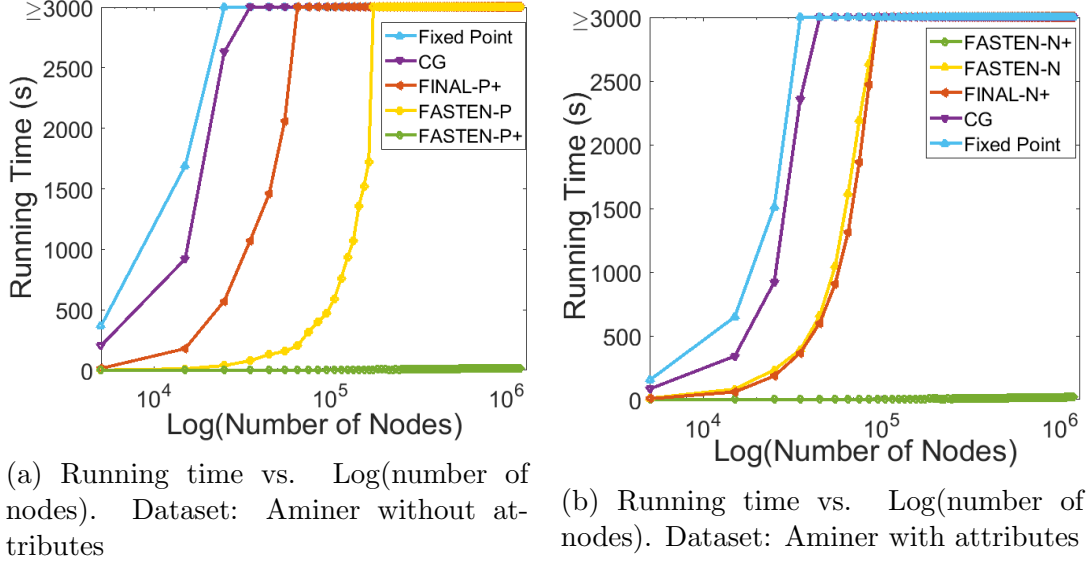 ≥3000
2500
2000
1500
1000
500
0
Running Time (s)
Fixed Point
CG
FINAL-P+
FASTEN-P
FASTEN-P+
10^4
10^5
10^6
Log(Number of Nodes)
(a) Running time vs. Log(number of
nodes). Dataset: Aminer without at-
tributes
≥3000
2500
2000
1500
1000
500
0
Running Time (s)
FASTEN-N+
FASTEN-N
FINAL-N+
CG
Fixed Point
10^4
10^5
10^6
Log(Number of Nodes)
(b) Running time vs. Log(number of
nodes). Dataset: Aminer with attributes